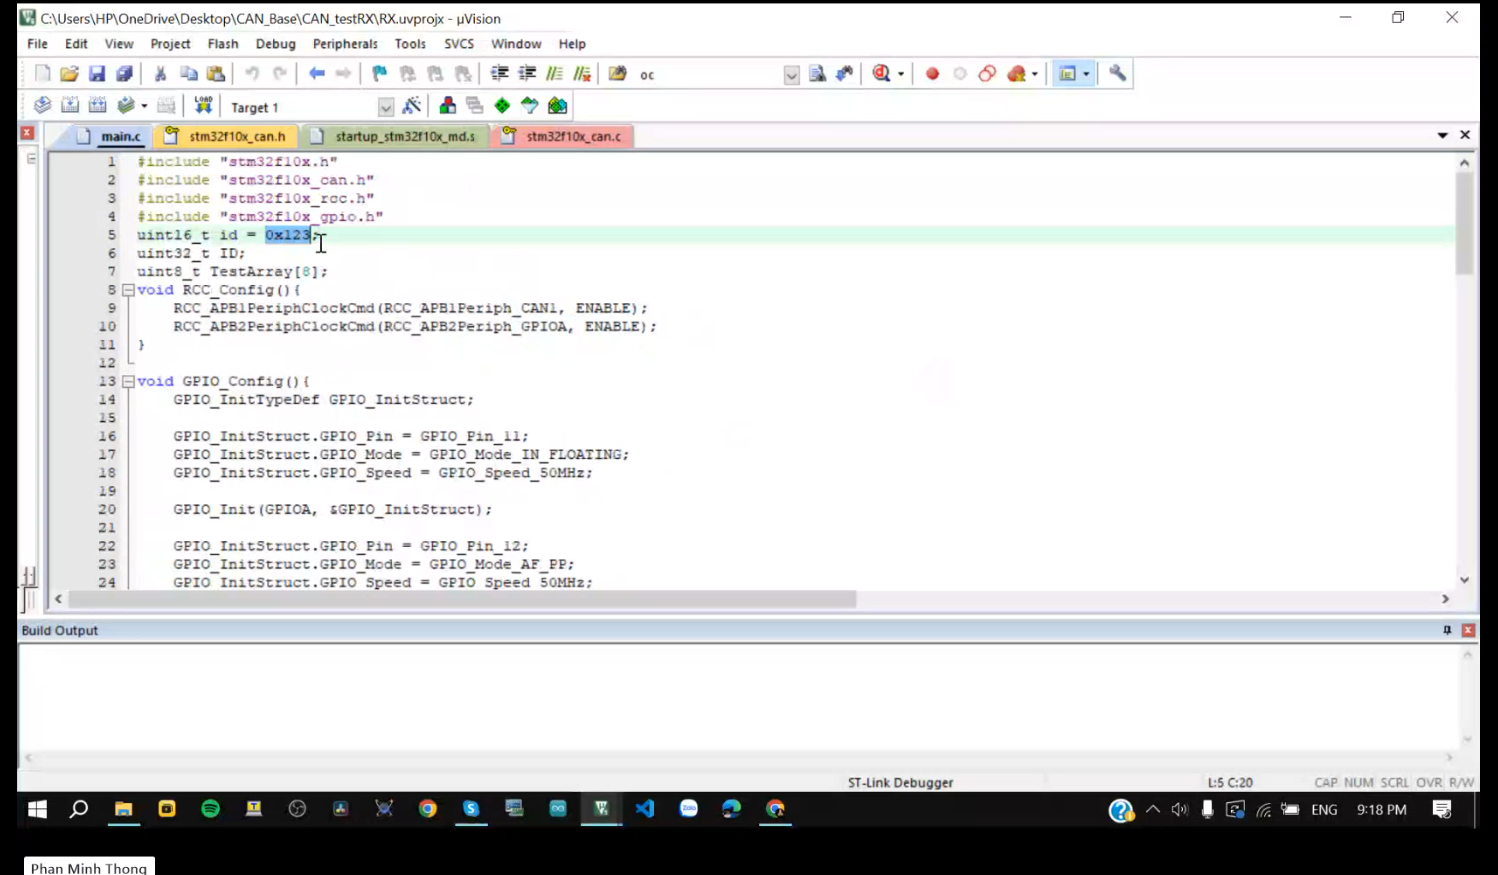 C:\Users\HP\OneDrive\Desktop\CAN_Base\CAN_testRX\RX.uvprojx - µVision
File Edit View Project Flash Debug Peripherals Tools SVCS Window Help
oc
LOAD Target 1
main.c stm32f10x_can.h startup_stm32f10x_md.s stm32f10x_can.c
1 #include "stm32f10x.h"
2 #include "stm32f10x_can.h"
3 #include "stm32f10x_rcc.h"
4 #include "stm32f10x_gpio.h"
5 uint16_t id = 0x123;
6 uint32_t ID;
7 uint8_t TestArray[8];
8 void RCC_Config(){
9 RCC_APB1PeriphClockCmd(RCC_APB1Periph_CAN1, ENABLE);
10 RCC_APB2PeriphClockCmd(RCC_APB2Periph_GPIOA, ENABLE);
11 }
12
13 void GPIO_Config(){
14 GPIO_InitTypeDef GPIO_InitStruct;
15
16 GPIO_InitStruct.GPIO_Pin = GPIO_Pin_11;
17 GPIO_InitStruct.GPIO_Mode = GPIO_Mode_IN_FLOATING;
18 GPIO_InitStruct.GPIO_Speed = GPIO_Speed_50MHz;
19
20 GPIO_Init(GPIOA, &GPIO_InitStruct);
21
22 GPIO_InitStruct.GPIO_Pin = GPIO_Pin_12;
23 GPIO_InitStruct.GPIO_Mode = GPIO_Mode_AF_PP;
24 GPIO_InitStruct.GPIO_Speed = GPIO_Speed_50MHz;
Build Output
ST-Link Debugger L:5 C:20 CAP NUM SCRL OVR R/W
ENG 9:18 PM
Phan Minh Thong